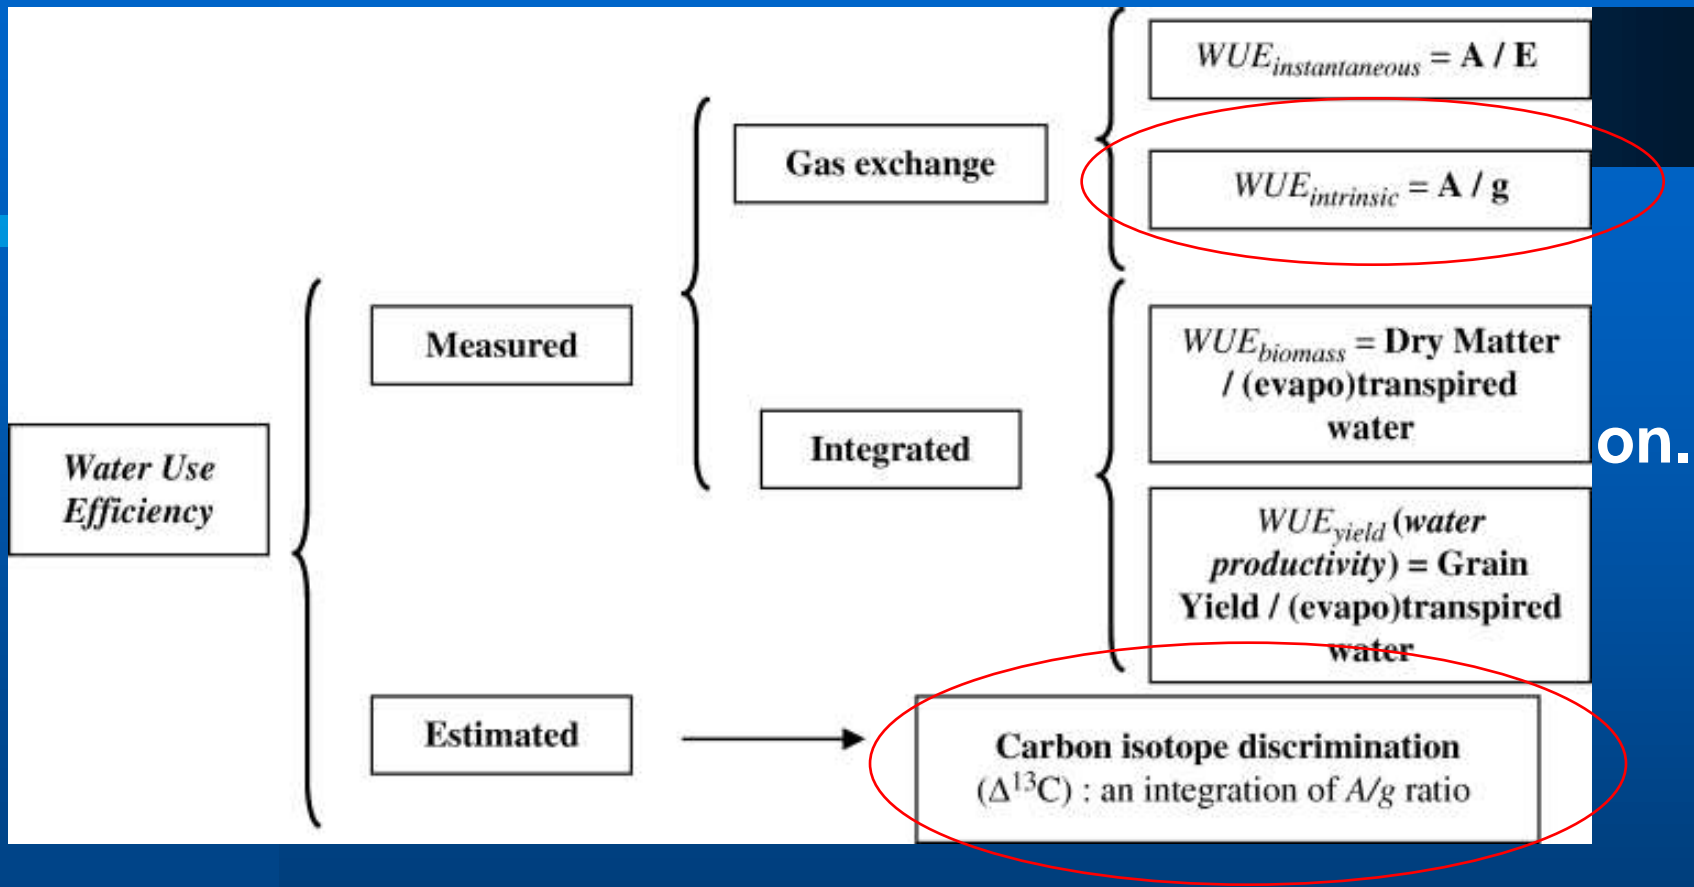 WUEinstantaneous = A / E
Gas exchange
WUEintrinsic = A / g
Measured
WUEbiomass = Dry Matter
/ (evapo)transpired
water
Integrated
on.
Water Use
Efficiency
WUEyield (water
productivity) = Grain
Yield / (evapo)transpired
water
Estimated
Carbon isotope discrimination
(Δ¹³C) : an integration of A/g ratio